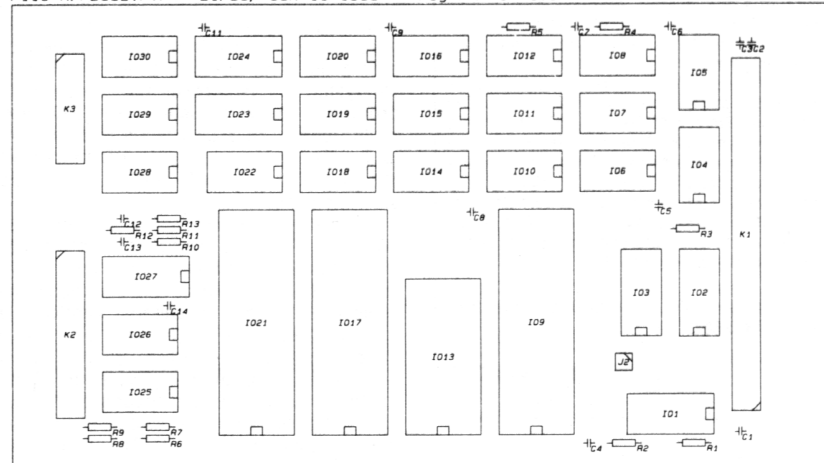 C11 C9 R5 C7 R4 C6 C3 C2
IO30 IO24 IO20 IO16 IO12 IO8 IO5
K3 IO29 IO23 IO19 IO15 IO11 IO7
IO28 IO22 IO18 IO14 IO10 IO6 IO4
C12 R13 C8 C5
R12 R11 R3 K1
C13 R10
IO27 IO3 IO2
C14
K2 IO26 IO21 IO17 IO9
IO13
J2
IO25 IO1
R9 R7 C1
R8 R6 C4 R2 R1